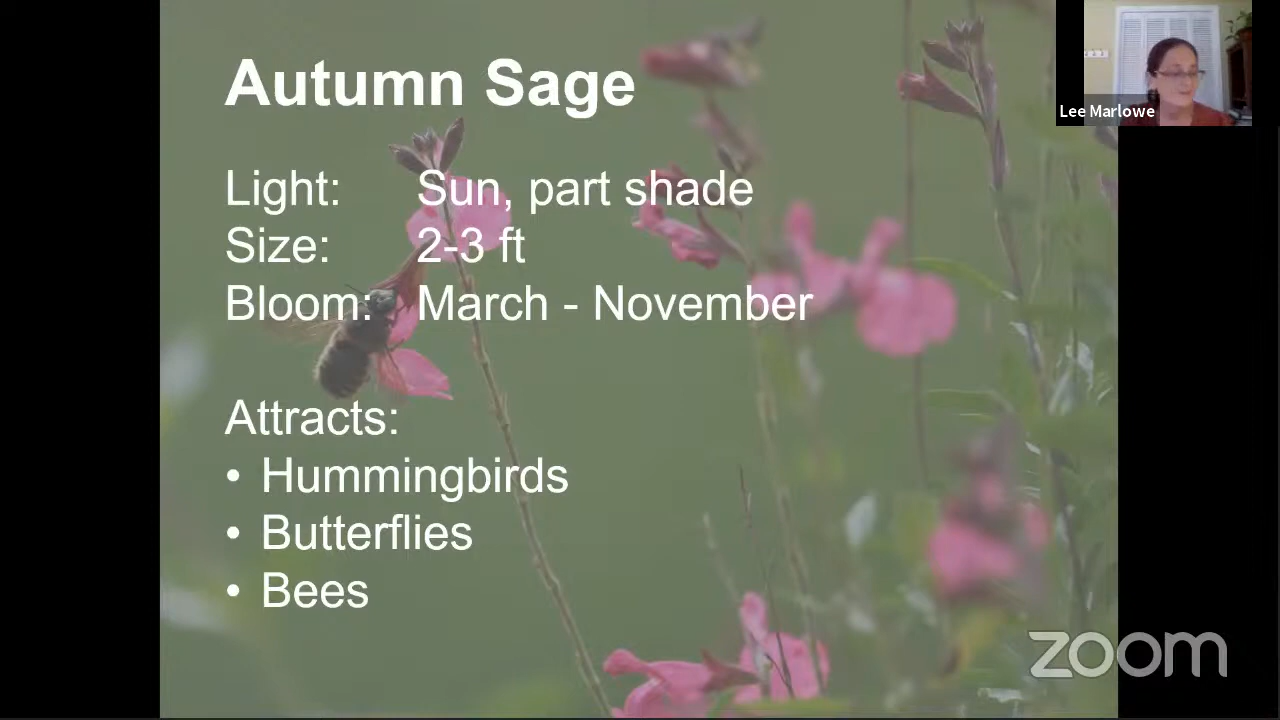 Autumn Sage
Lee Marlowe
Light: Sun, part shade
Size: 2-3 ft
Bloom: March - November
Attracts:
• Hummingbirds
• Butterflies
• Bees
zoom